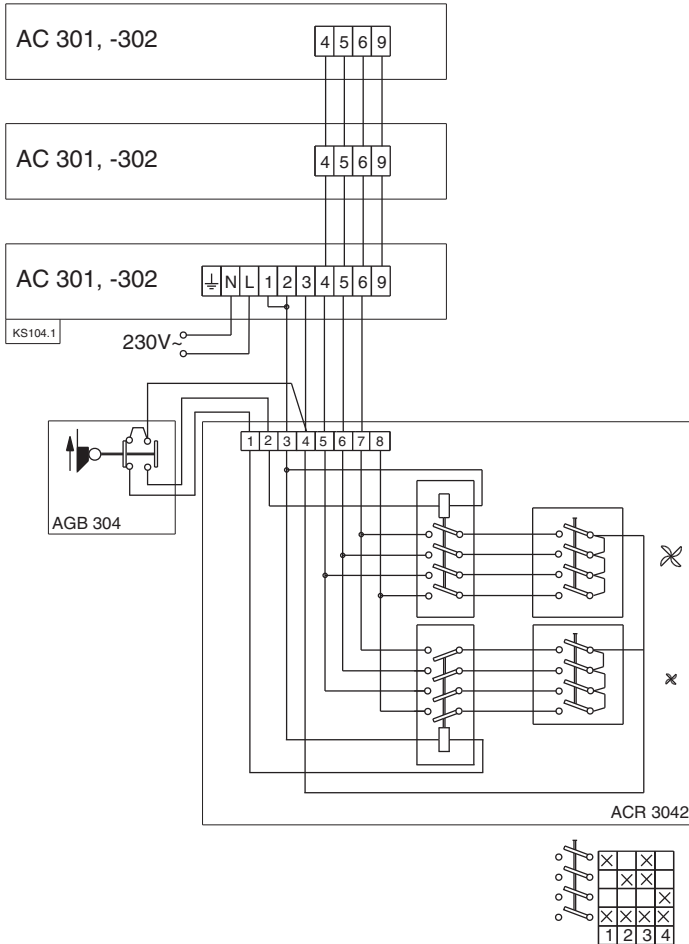 AC 301, -302
4 5 6 9
AC 301, -302
4 5 6 9
AC 301, -302
N L 1 2 3 4 5 6 9
KS104.1
230V~
1 2 3 4 5 6 7 8
AGB 304
ACR 3042
1 2 3 4